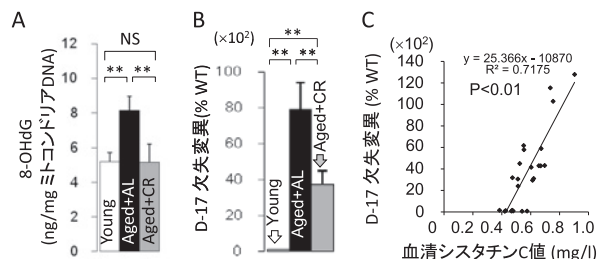 A
NS
** **
12
10
8
6
4
2
0
8-OHdG
(ng/mg ミトコンドリアDNA)
Young
Aged+AL
Aged+CR
B
(×10²)
**
** **
100
80
60
40
20
0
D-17 欠失変異(% WT)
Young
Aged+AL
Aged+CR
C
(×10²)
y = 25.366x - 10870
R² = 0.7175
P<0.01
140
120
100
80
60
40
20
0
D-17 欠失変異(% WT)
0 0.2 0.4 0.6 0.8 1.0
血清シスタチンC値 (mg/l)